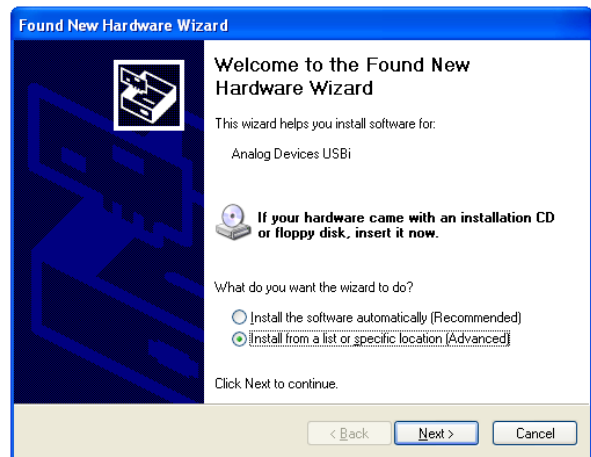 Found New Hardware Wizard
Welcome to the Found New
Hardware Wizard
This wizard helps you install software for:
Analog Devices USBi
If your hardware came with an installation CD
or floppy disk, insert it now.
What do you want the wizard to do?
Install the software automatically (Recommended)
Install from a list or specific location (Advanced)
Click Next to continue.
< Back Next > Cancel